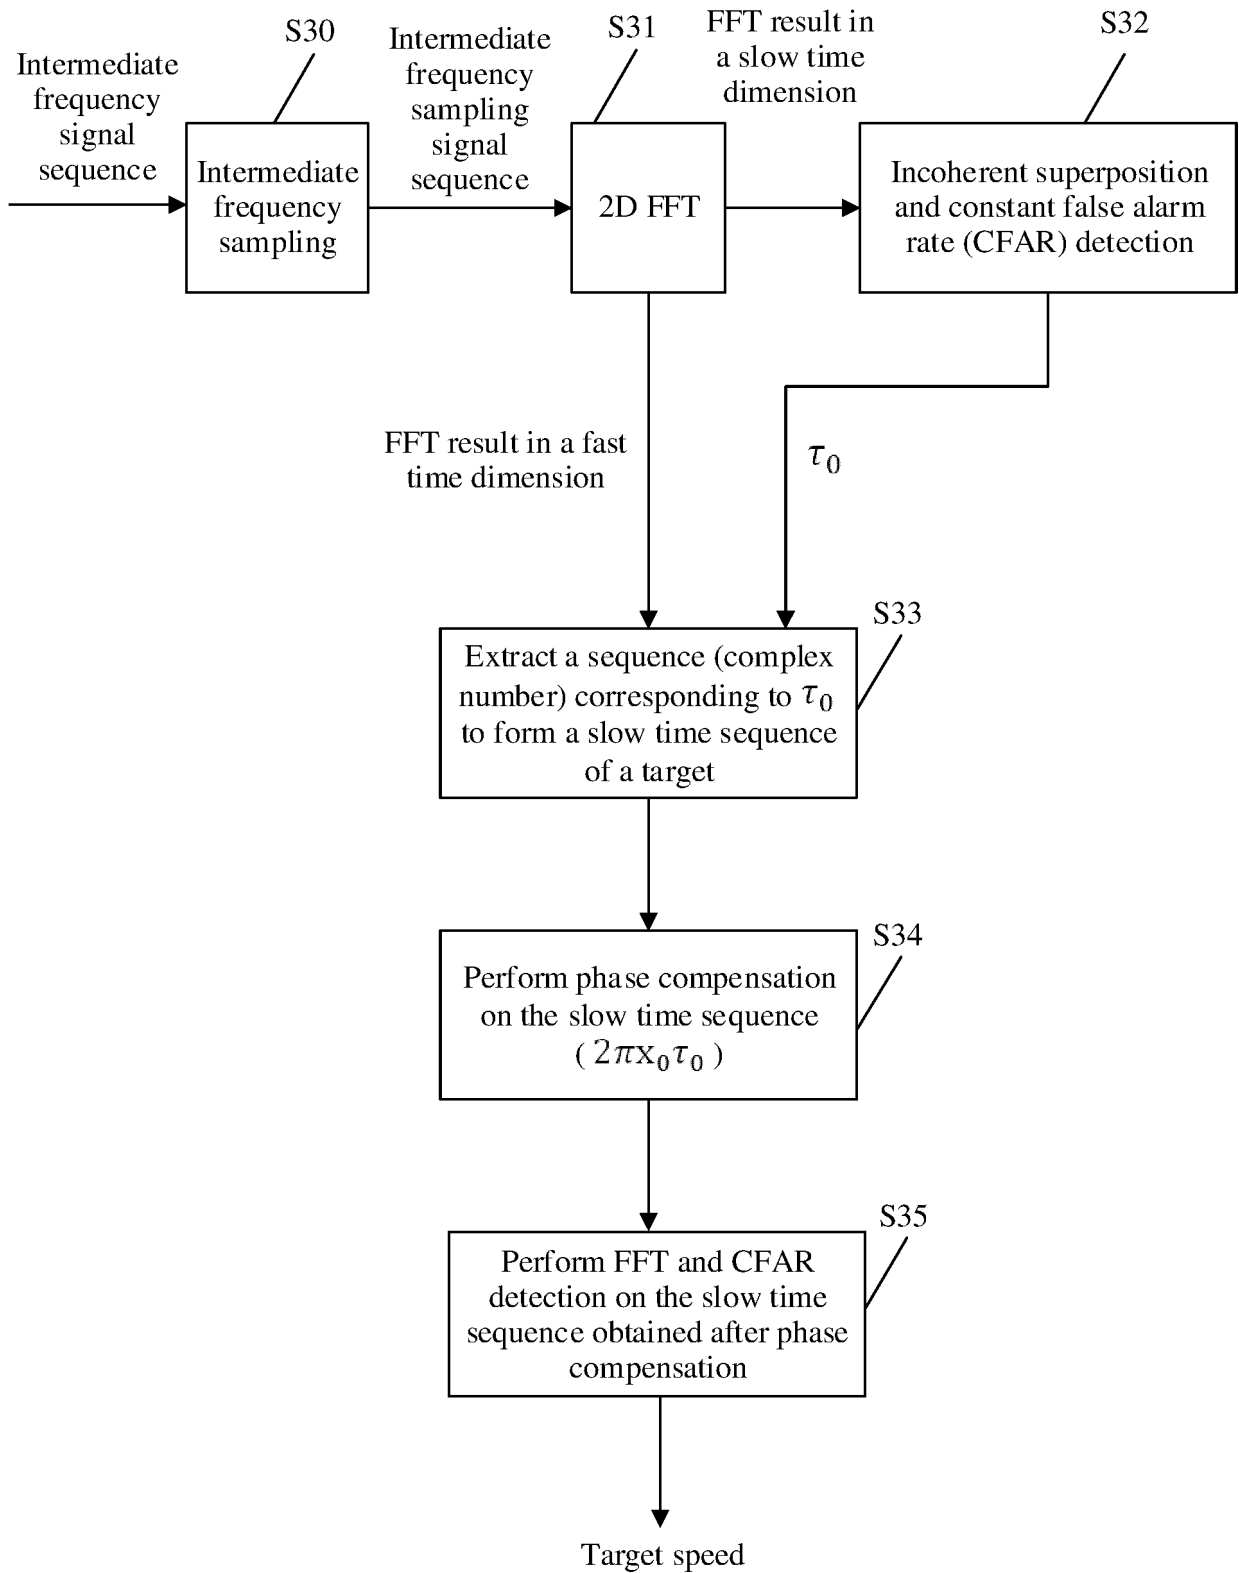 S30
S31
S32
Intermediate
frequency
signal
sequence
Intermediate
frequency
sampling
Intermediate
frequency
sampling
signal
sequence
2D FFT
FFT result in
a slow time
dimension
Incoherent superposition
and constant false alarm
rate (CFAR) detection
FFT result in a fast
time dimension
τ₀
S33
Extract a sequence (complex
number) corresponding to τ₀
to form a slow time sequence
of a target
S34
Perform phase compensation
on the slow time sequence
( 2πx₀τ₀ )
S35
Perform FFT and CFAR
detection on the slow time
sequence obtained after phase
compensation
Target speed